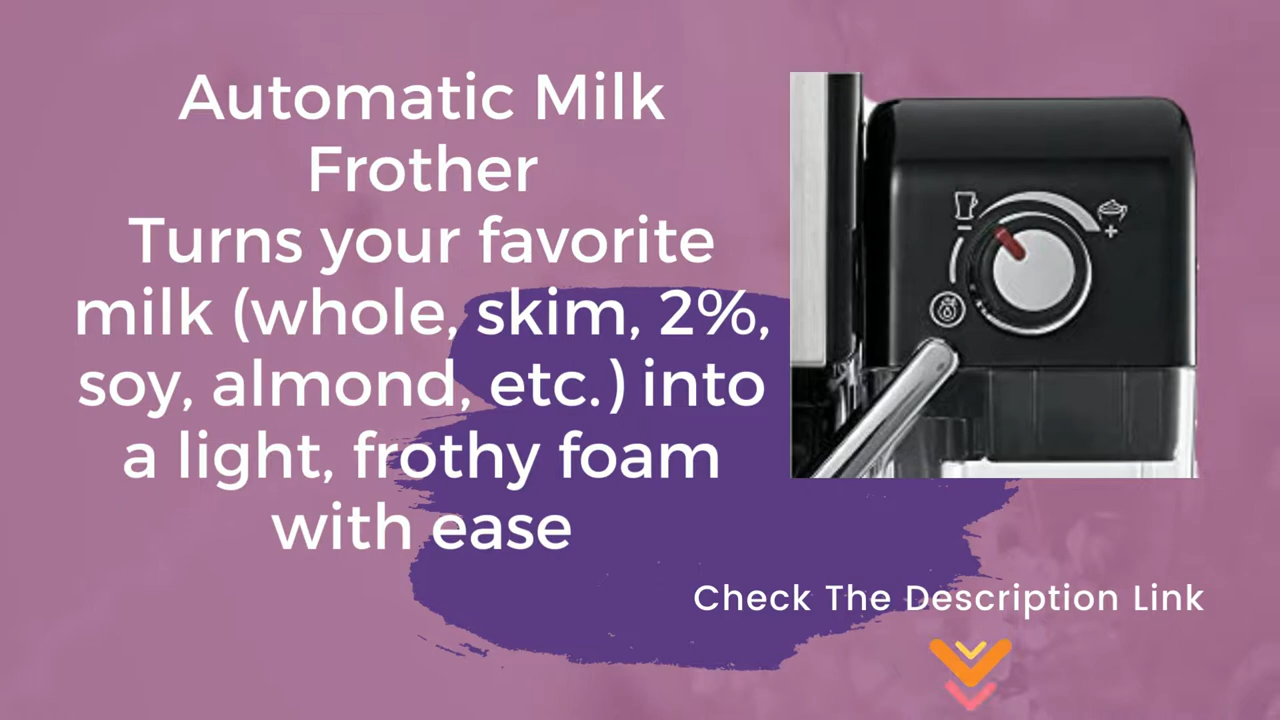 Automatic Milk
Frother
Turns your favorite
milk (whole, skim, 2%,
soy, almond, etc.) into
a light, frothy foam
with ease
Check The Description Link